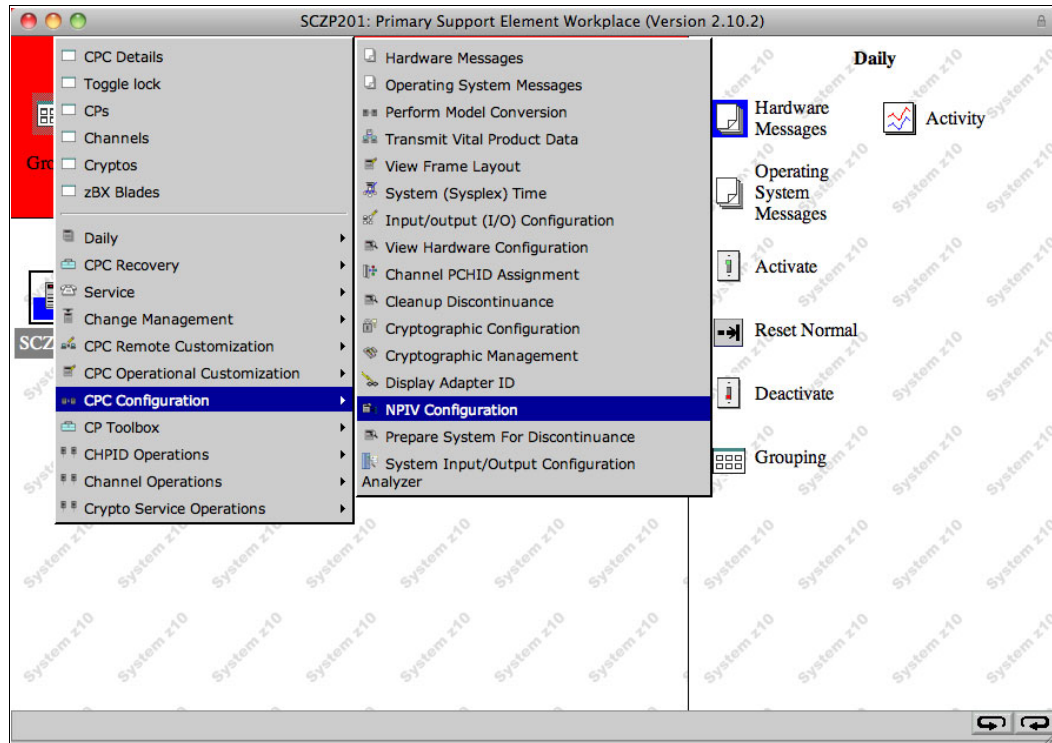 SCZP201: Primary Support Element Workplace (Version 2.10.2)
CPC Details
Toggle lock
CPs
Channels
Cryptos
zBX Blades
Daily
CPC Recovery
Service
Change Management
CPC Remote Customization
CPC Operational Customization
CPC Configuration
CP Toolbox
CHPID Operations
Channel Operations
Crypto Service Operations
Hardware Messages
Operating System Messages
Perform Model Conversion
Transmit Vital Product Data
View Frame Layout
System (Sysplex) Time
Input/output (I/O) Configuration
View Hardware Configuration
Channel PCHID Assignment
Cleanup Discontinuance
Cryptographic Configuration
Cryptographic Management
Display Adapter ID
NPIV Configuration
Prepare System For Discontinuance
System Input/Output Configuration
Analyzer
Gro
SCZ
Daily
Hardware
Messages
Activity
Operating
System
Messages
Activate
Reset Normal
Deactivate
Grouping
System z10